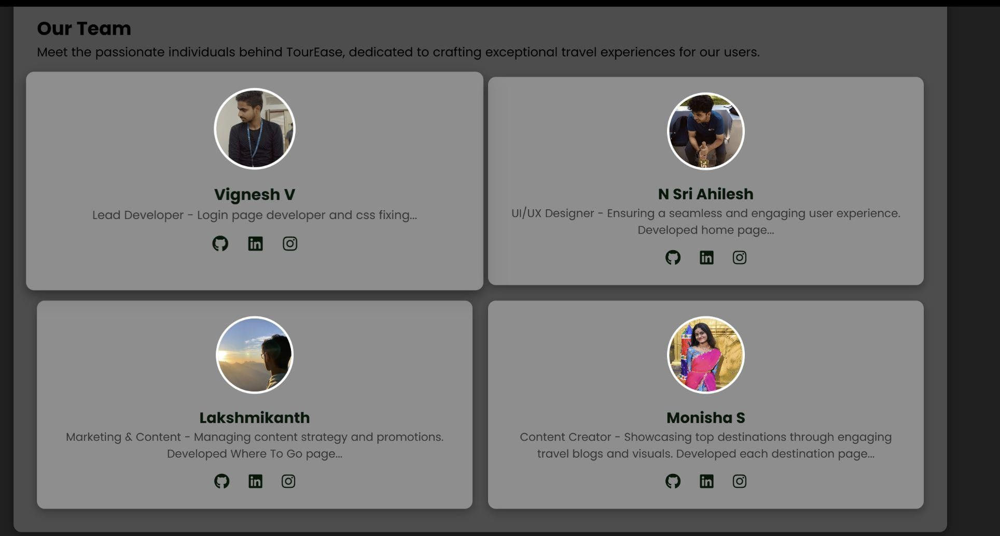 Our Team
Meet the passionate individuals behind TourEase, dedicated to crafting exceptional travel experiences for our users.
Vignesh V
Lead Developer - Login page developer and css fixing...
N Sri Ahilesh
UI/UX Designer - Ensuring a seamless and engaging user experience.
Developed home page...
Lakshmikanth
Marketing & Content - Managing content strategy and promotions.
Developed Where To Go page...
Monisha S
Content Creator - Showcasing top destinations through engaging
travel blogs and visuals. Developed each destination page...